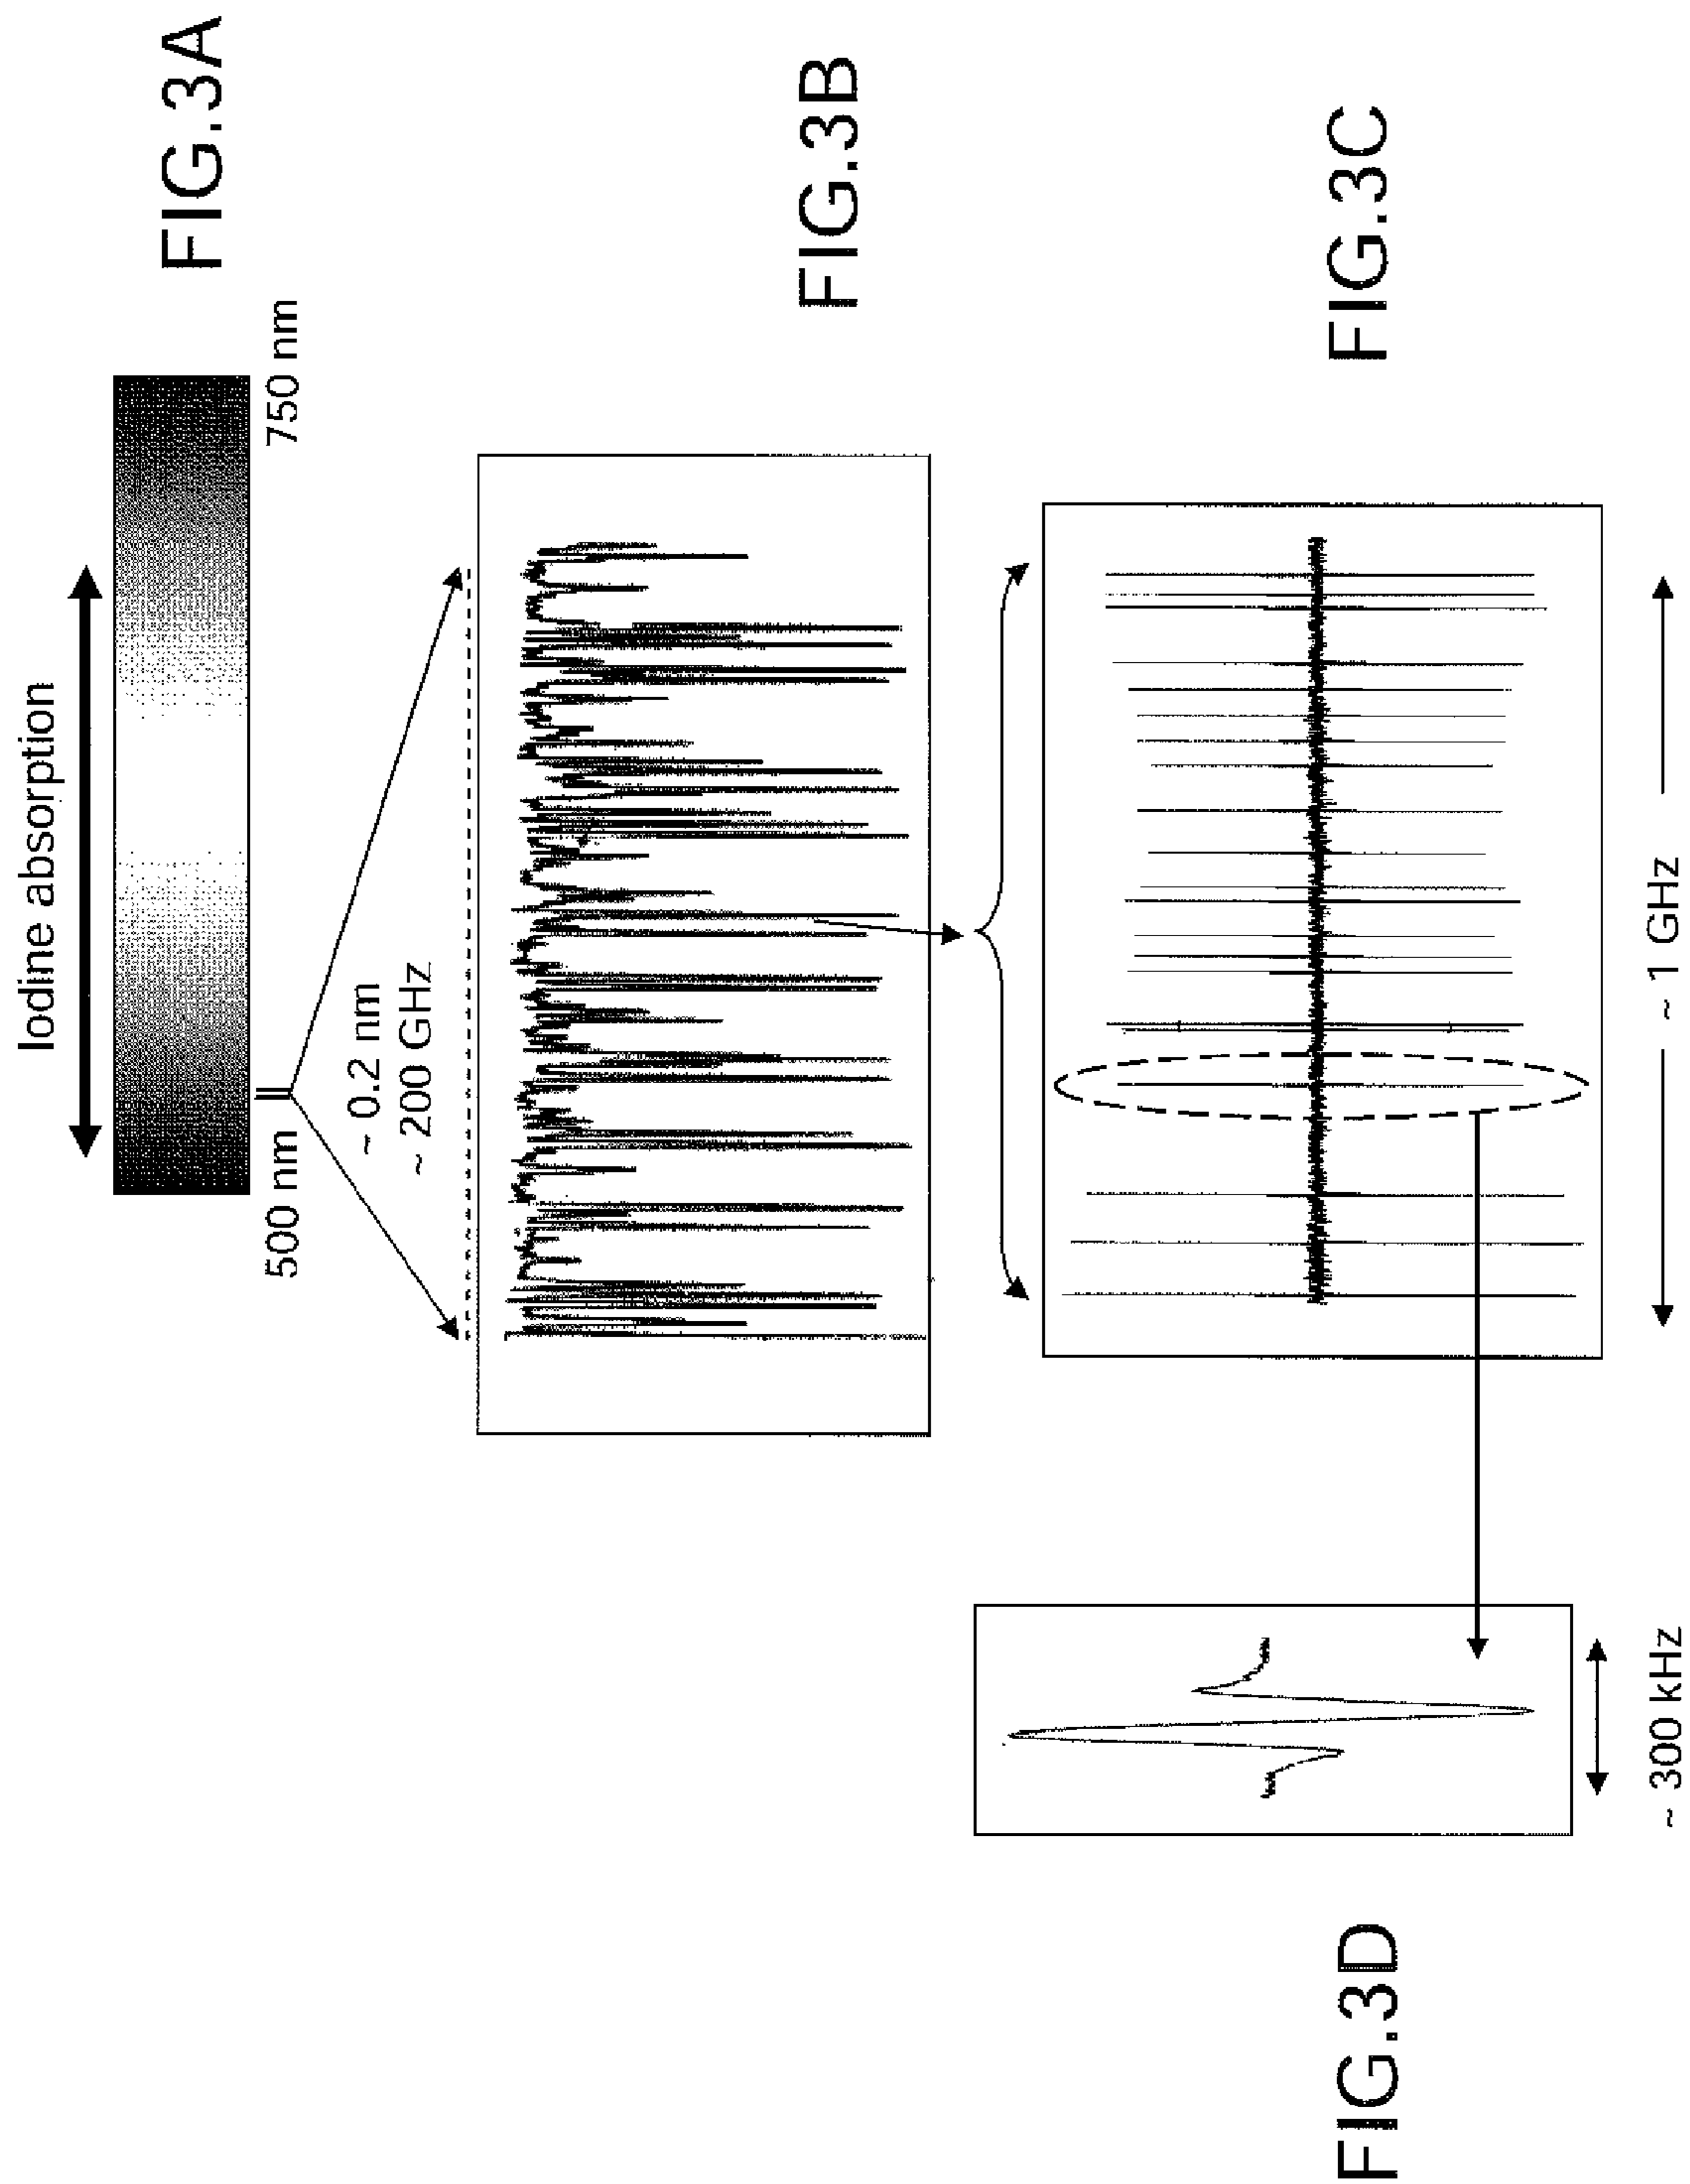 Iodine absorption
500 nm
750 nm
FIG.3A
~ 0.2 nm
~ 200 GHz
FIG.3B
FIG.3C
~ 1 GHz
~ 300 kHz
FIG.3D